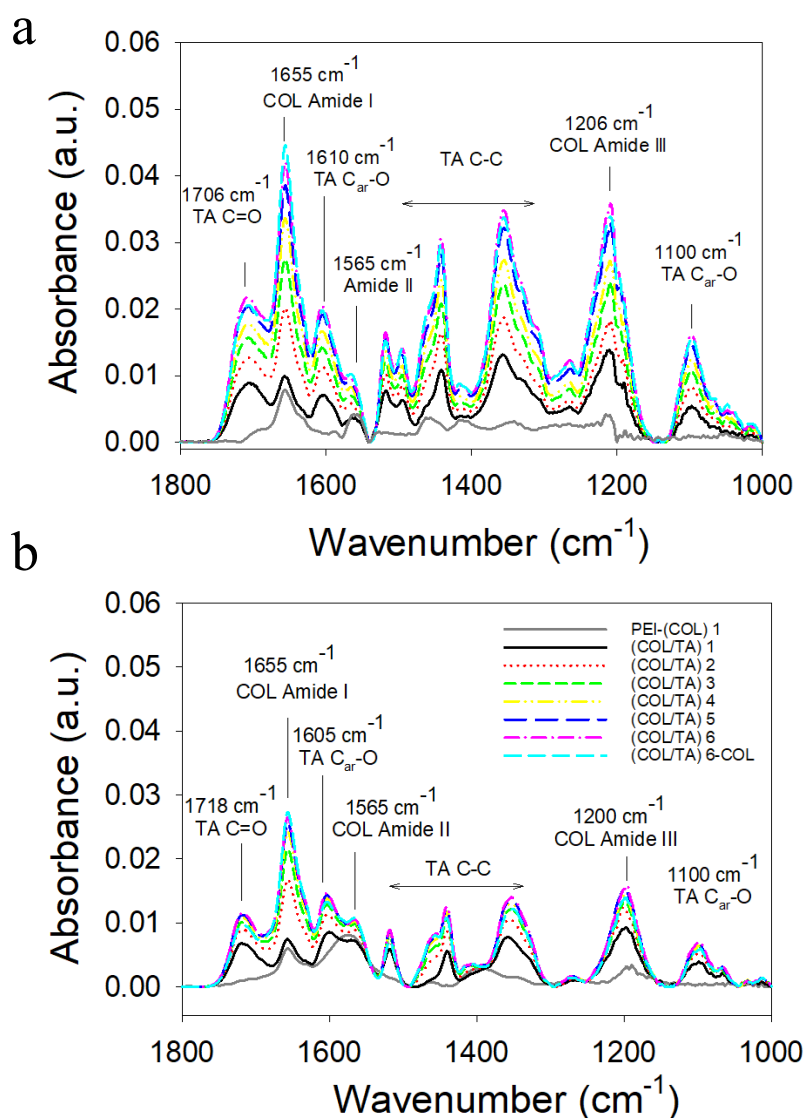 a
0.06
0.05
0.04
0.03
0.02
0.01
0.00
Absorbance (a.u.)
1655 cm⁻¹
COL Amide I
1610 cm⁻¹
TA Cₐᵣ-O
1706 cm⁻¹
TA C=O
1565 cm⁻¹
Amide II
TA C-C
1206 cm⁻¹
COL Amide III
1100 cm⁻¹
TA Cₐᵣ-O
1800 1600 1400 1200 1000
Wavenumber (cm⁻¹)
b
0.06
0.05
0.04
0.03
0.02
0.01
0.00
Absorbance (a.u.)
1655 cm⁻¹
COL Amide I
1605 cm⁻¹
TA Cₐᵣ-O
1718 cm⁻¹
TA C=O
1565 cm⁻¹
COL Amide II
TA C-C
1200 cm⁻¹
COL Amide III
1100 cm⁻¹
TA Cₐᵣ-O
PEI-(COL) 1
(COL/TA) 1
(COL/TA) 2
(COL/TA) 3
(COL/TA) 4
(COL/TA) 5
(COL/TA) 6
(COL/TA) 6-COL
1800 1600 1400 1200 1000
Wavenumber (cm⁻¹)